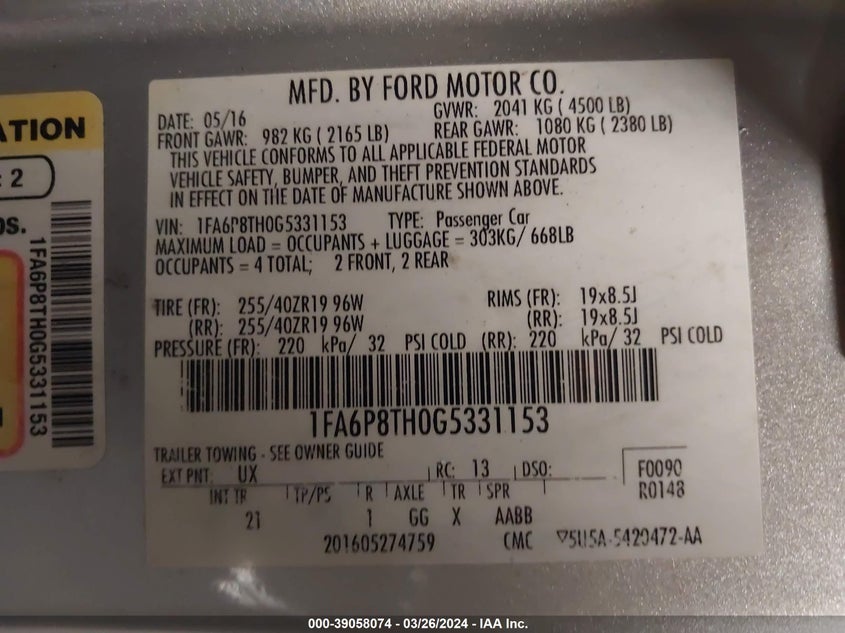 ATION
: 2
DS.
1FA6P8TH0G5331153
MFD. BY FORD MOTOR CO.
DATE: 05/16 GVWR: 2041 KG ( 4500 LB)
FRONT GAWR: 982 KG ( 2165 LB) REAR GAWR: 1080 KG ( 2380 LB)
THIS VEHICLE CONFORMS TO ALL APPLICABLE FEDERAL MOTOR
VEHICLE SAFETY, BUMPER, AND THEFT PREVENTION STANDARDS
IN EFFECT ON THE DATE OF MANUFACTURE SHOWN ABOVE.
VIN: 1FA6P8TH0G5331153 TYPE: Passenger Car
MAXIMUM LOAD = OCCUPANTS + LUGGAGE = 303KG/ 668LB
OCCUPANTS = 4 TOTAL; 2 FRONT, 2 REAR
TIRE (FR): 255/40ZR19 96W RIMS (FR): 19x8.5J
(RR): 255/40ZR19 96W (RR): 19x8.5J
PRESSURE (FR): 220 kPa/ 32 PSI COLD (RR): 220 kPa/ 32 PSI COLD
1FA6P8TH0G5331153
TRAILER TOWING - SEE OWNER GUIDE
EXT PNT: UX RC: 13 DSO: F0090
R0148
INT TR TP/PS R AXLE TR SPR
21 1 GG X AABB
201605274759 CMC 5U5A-5420472-AA
000-39058074 - 03/26/2024 - IAA Inc.